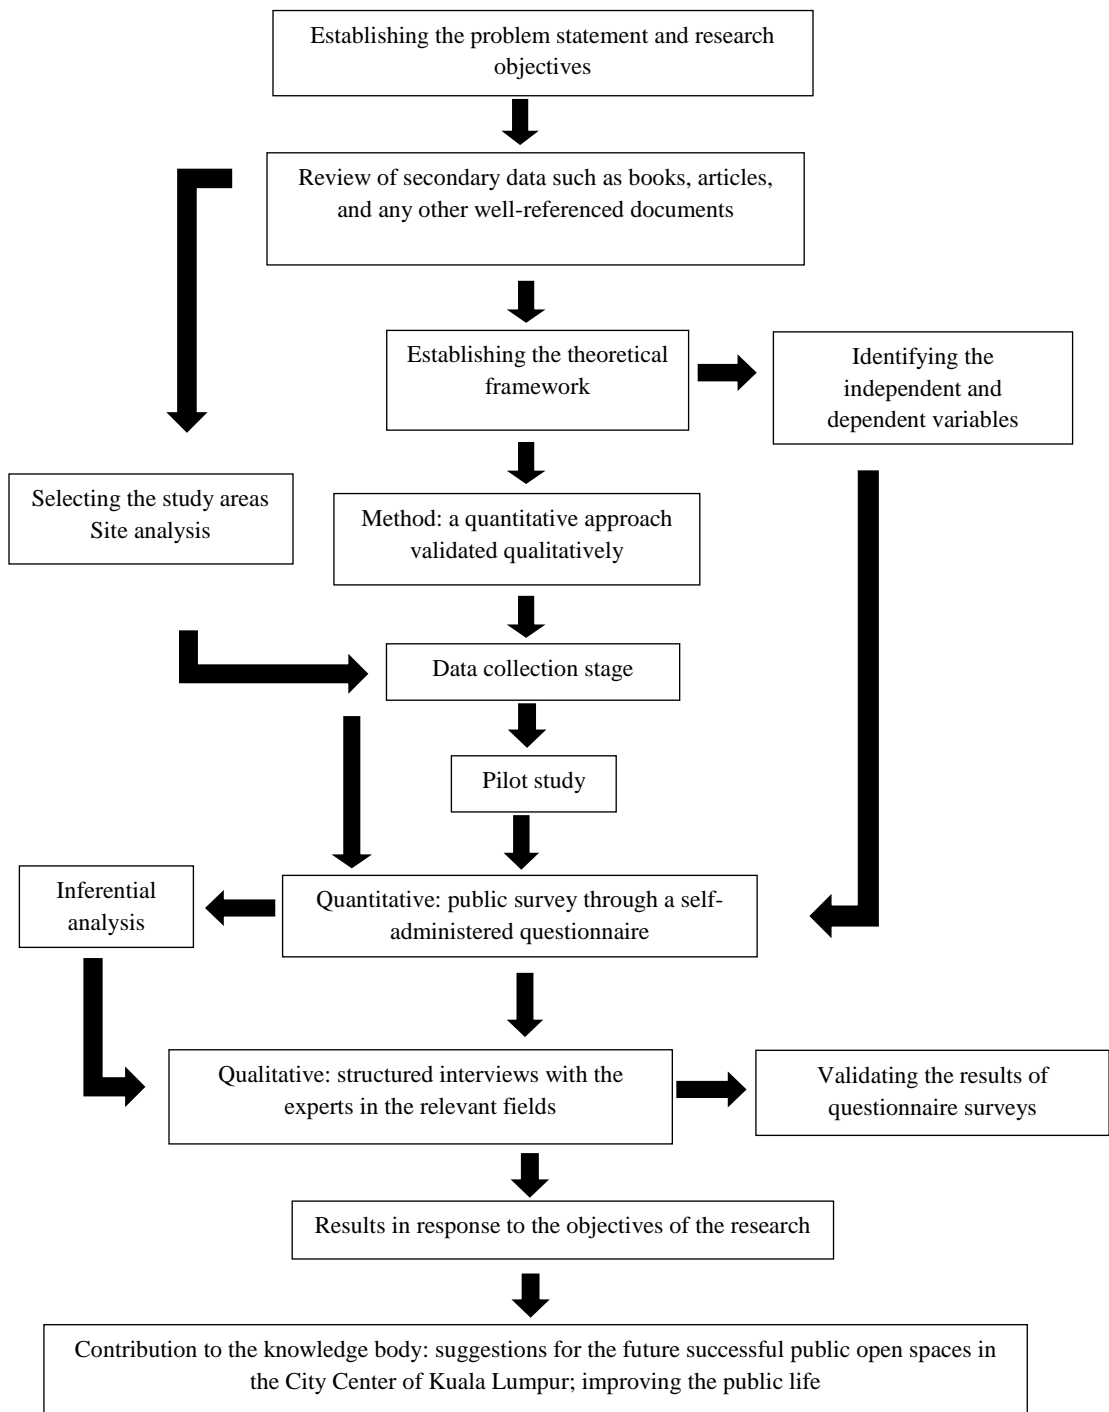 Establishing the problem statement and research
objectives
Review of secondary data such as books, articles,
and any other well-referenced documents
Establishing the theoretical
framework
Identifying the
independent and
dependent variables
Selecting the study areas
Site analysis
Method: a quantitative approach
validated qualitatively
Data collection stage
Pilot study
Inferential
analysis
Quantitative: public survey through a self-
administered questionnaire
Qualitative: structured interviews with the
experts in the relevant fields
Validating the results of
questionnaire surveys
Results in response to the objectives of the research
Contribution to the knowledge body: suggestions for the future successful public open spaces in
the City Center of Kuala Lumpur; improving the public life